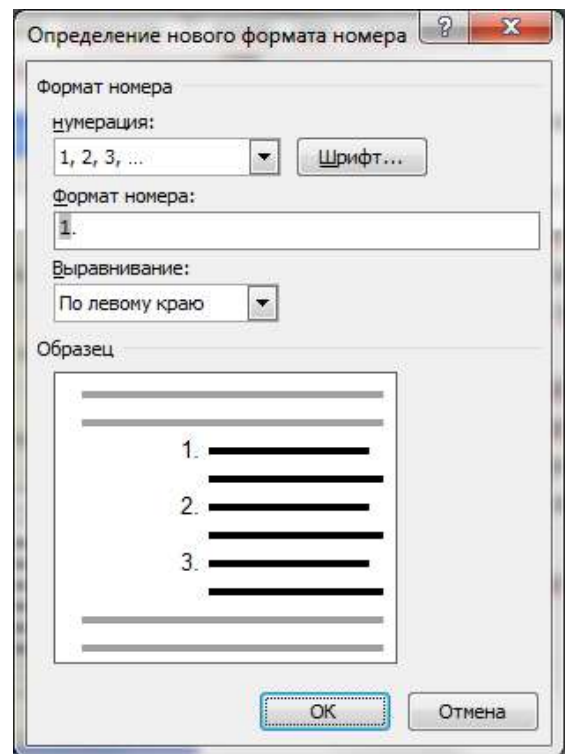 Определение нового формата номера
Формат номера
нумерация:
1, 2, 3, ...
Шрифт...
Формат номера:
1.
Выравнивание:
По левому краю
Образец
1.
2.
3.
ОК
Отмена